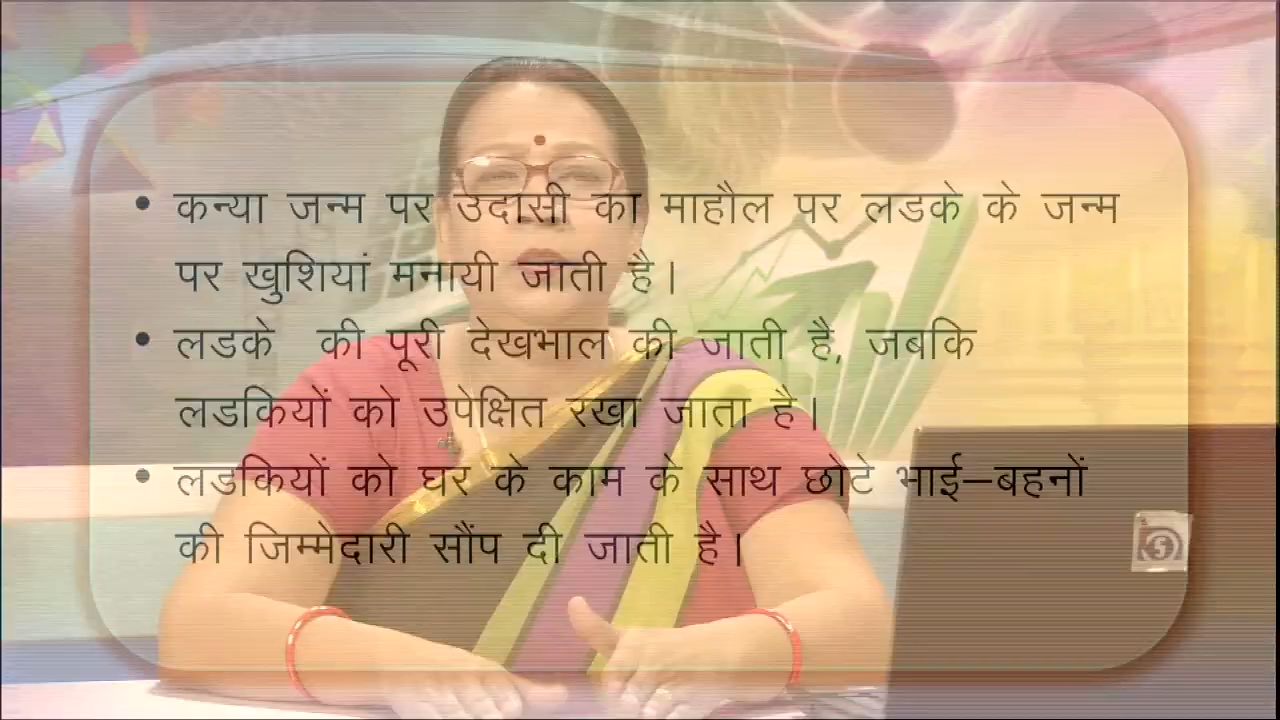 • कन्या जन्म पर उदासी का माहौल पर लडके के जन्म
पर खुशियां मनायी जाती है।
• लडके की पूरी देखभाल की जाती है, जबकि
लडकियों को उपेक्षित रखा जाता है।
• लडकियों को घर के काम के साथ छोटे भाई–बहनों
की जिम्मेदारी सौंप दी जाती है।